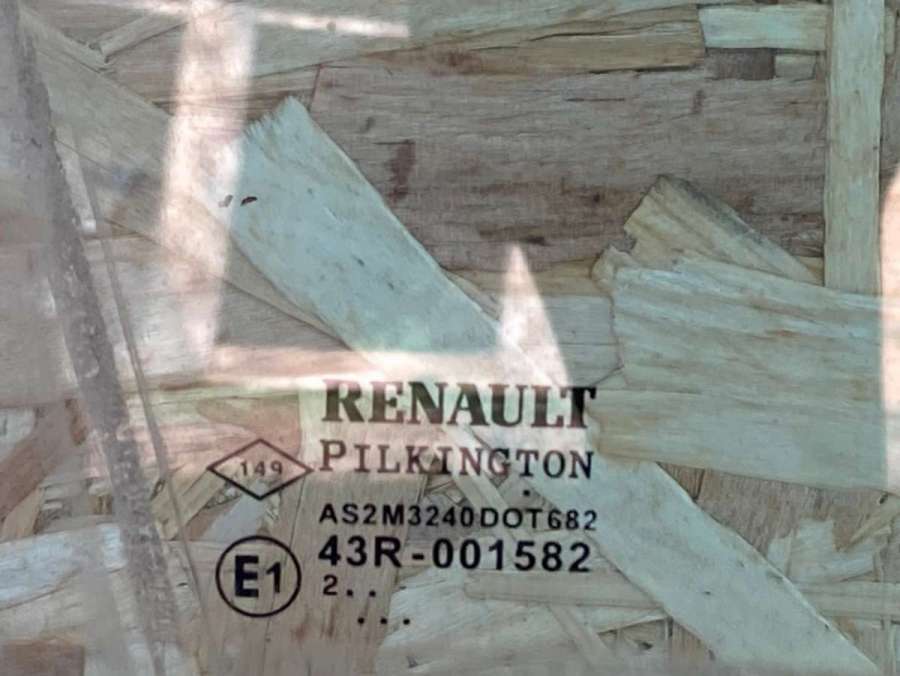 RENAULT
.149 PILKINGTON
.
AS2M3240DOT682
E1 43R-001582
2..
...